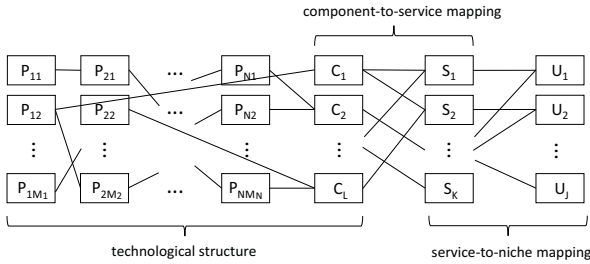 component-to-service mapping
P11 P21 ... PN1 C1 S1 U1
P12 P22 ... PN2 C2 S2 U2
⋮ ⋮ ⋮ ⋮ ⋮ ⋮
P1M1 P2M2 ... PNMN CL SK UJ
technological structure
service-to-niche mapping